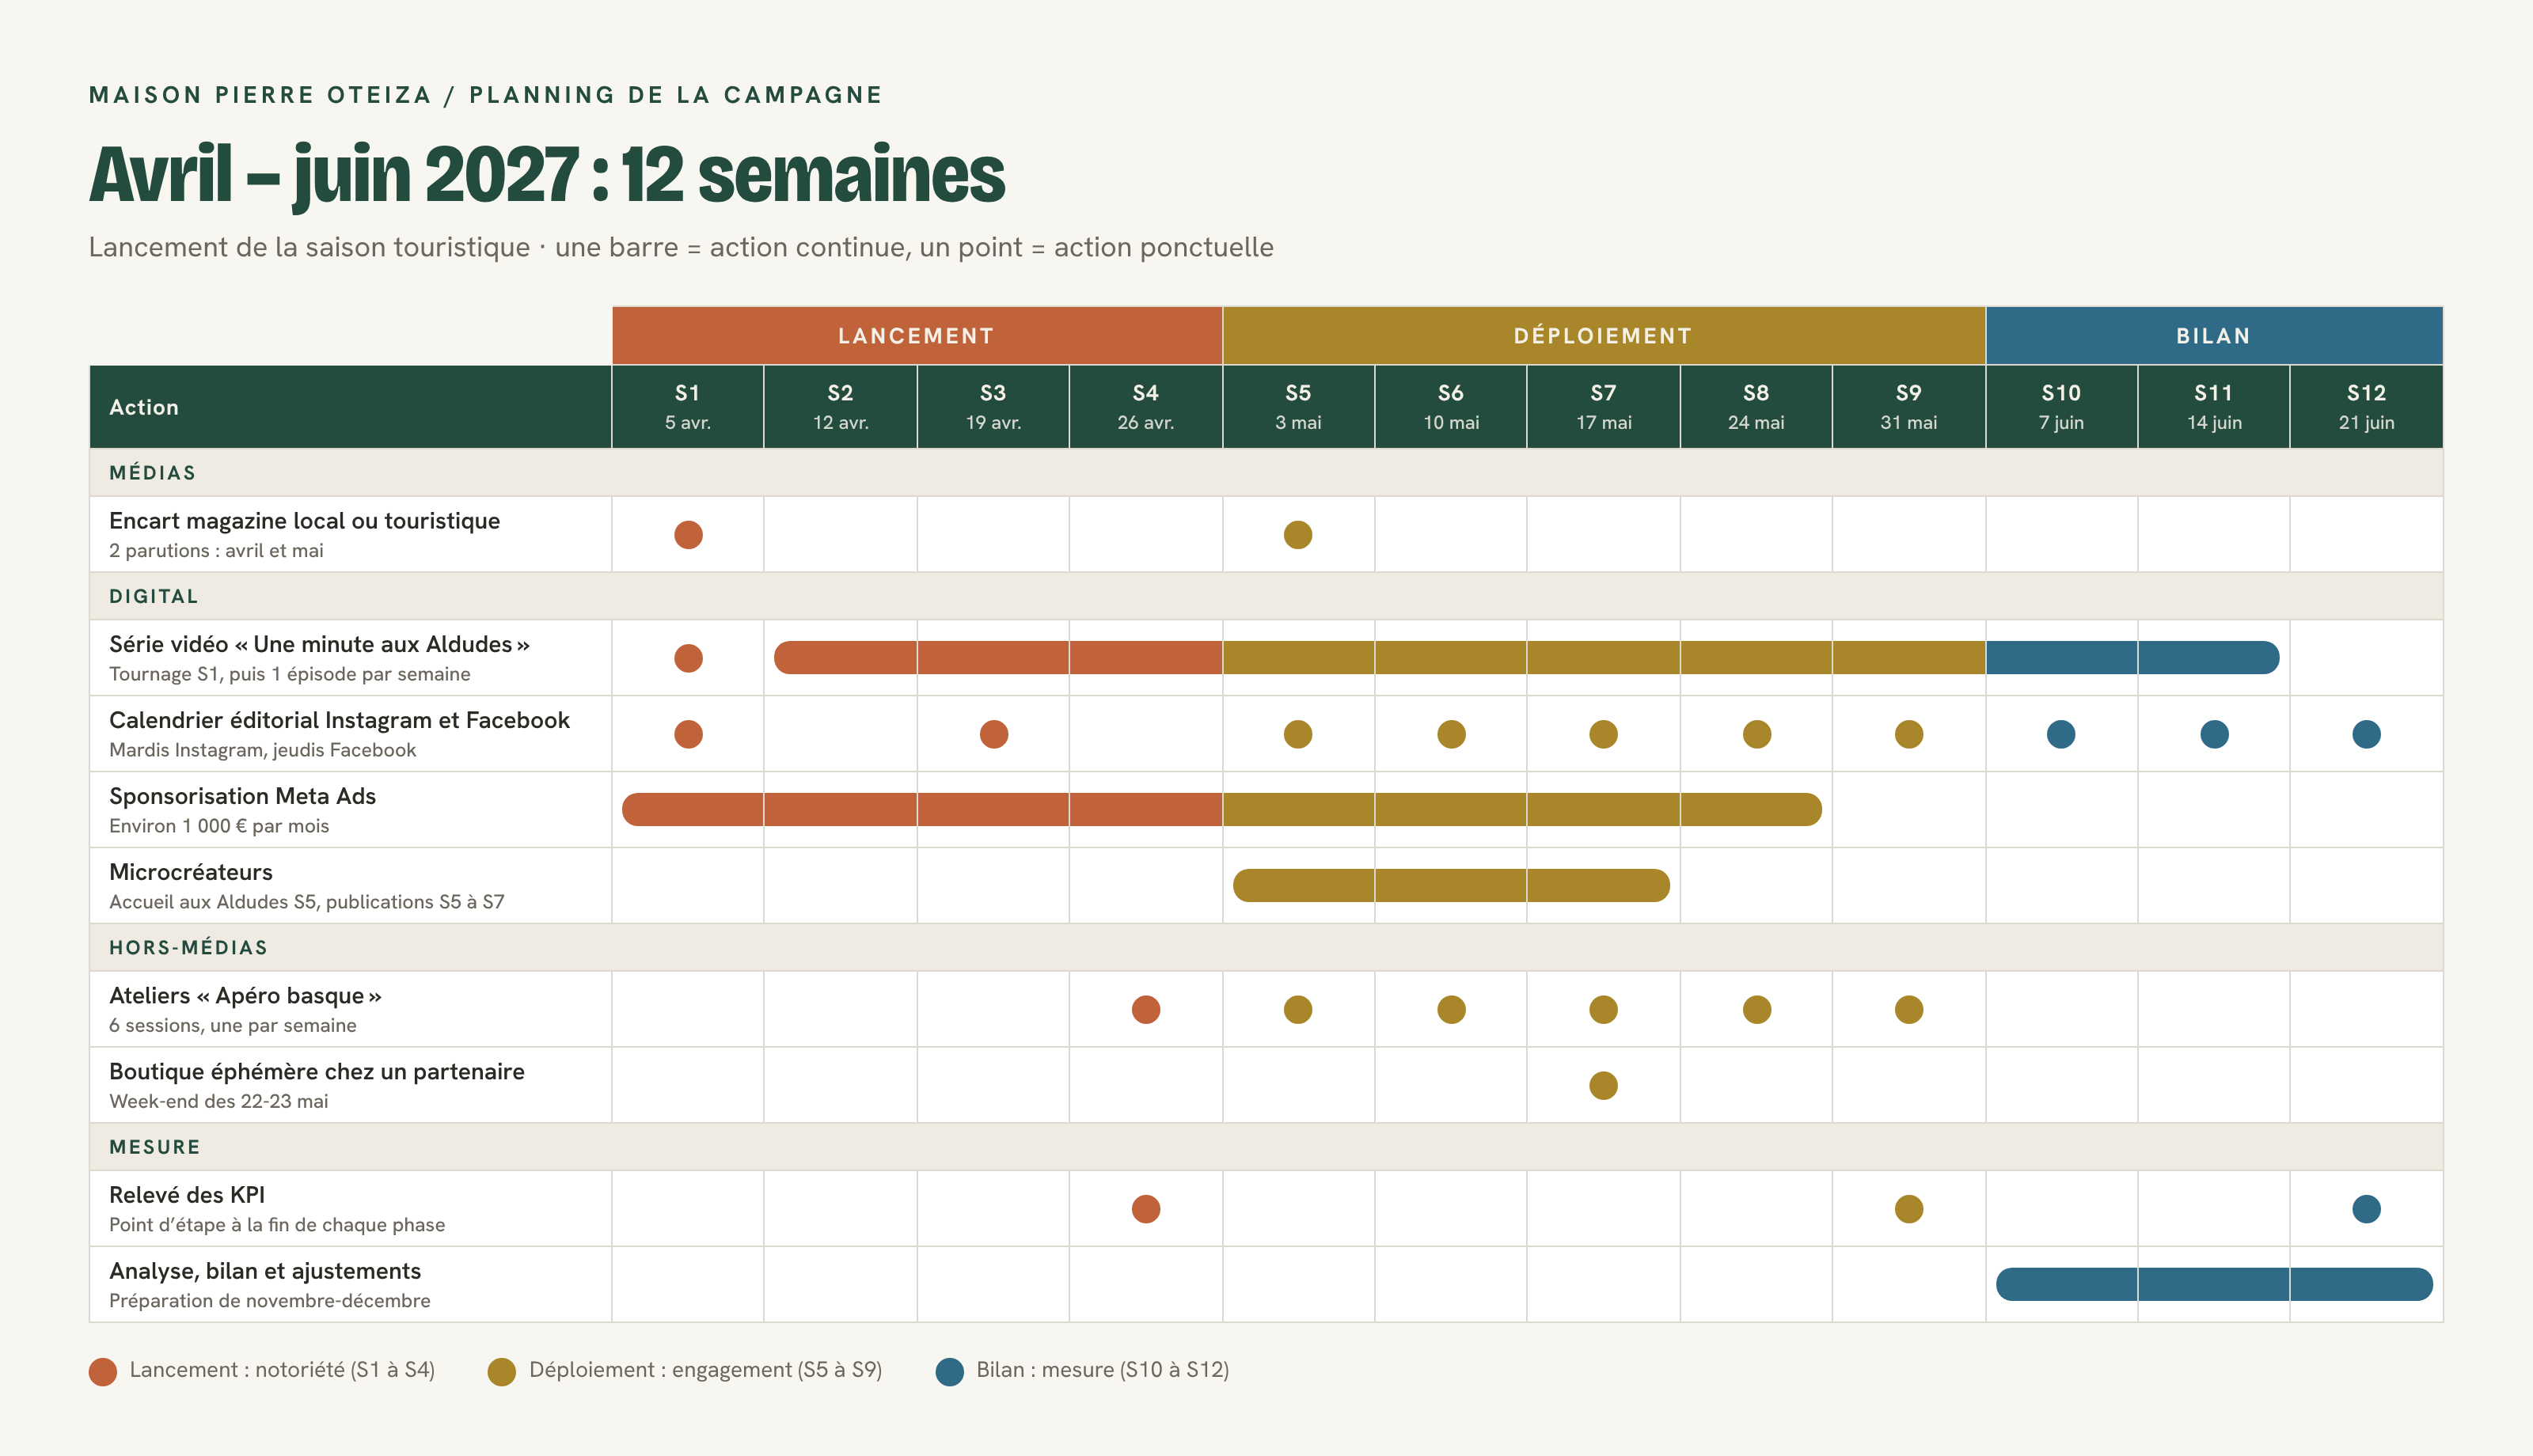 MAISON PIERRE OTEIZA / PLANNING DE LA CAMPAGNE
Avril – juin 2027 : 12 semaines
Lancement de la saison touristique · une barre = action continue, un point = action ponctuelle
LANCEMENT DÉPLOIEMENT BILAN
Action S1 S2 S3 S4 S5 S6 S7 S8 S9 S10 S11 S12
5 avr. 12 avr. 19 avr. 26 avr. 3 mai 10 mai 17 mai 24 mai 31 mai 7 juin 14 juin 21 juin
MÉDIAS
Encart magazine local ou touristique
2 parutions : avril et mai
DIGITAL
Série vidéo « Une minute aux Aldudes »
Tournage S1, puis 1 épisode par semaine
Calendrier éditorial Instagram et Facebook
Mardis Instagram, jeudis Facebook
Sponsorisation Meta Ads
Environ 1 000 € par mois
Microcréateurs
Accueil aux Aldudes S5, publications S5 à S7
HORS-MÉDIAS
Ateliers « Apéro basque »
6 sessions, une par semaine
Boutique éphémère chez un partenaire
Week-end des 22-23 mai
MESURE
Relevé des KPI
Point d’étape à la fin de chaque phase
Analyse, bilan et ajustements
Préparation de novembre-décembre
Lancement : notoriété (S1 à S4) Déploiement : engagement (S5 à S9) Bilan : mesure (S10 à S12)